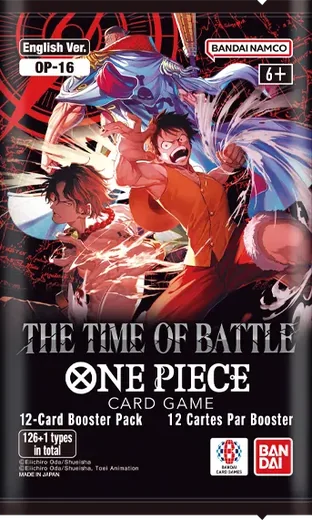 English Ver.
OP-16
BANDAI NAMCO
6+
THE TIME OF BATTLE
ONE PIECE
CARD GAME
12-Card Booster Pack 12 Cartes Par Booster
126+1 types
in total
©Eiichiro Oda/Shueisha
©Eiichiro Oda/Shueisha, Toei Animation
MADE IN JAPAN
BANDAI
CARD GAMES
BAN
DAI